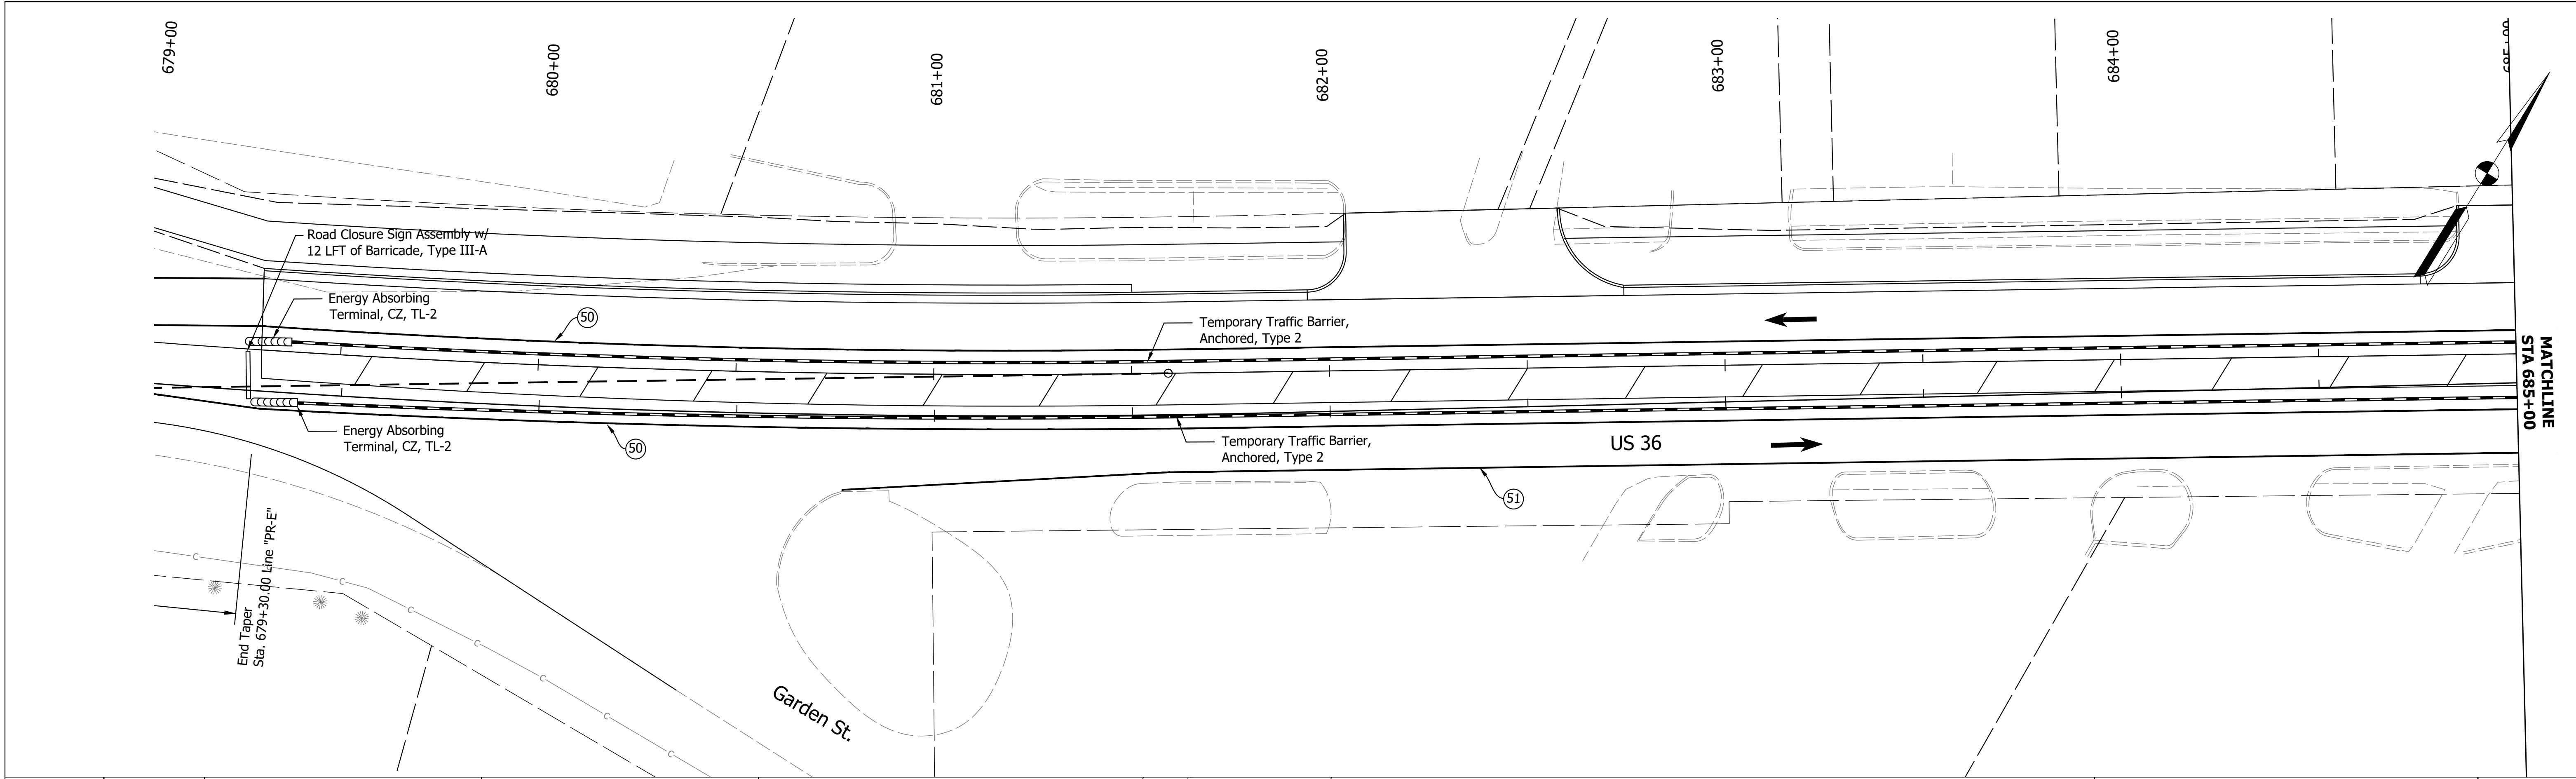 679+00
680+00
681+00
682+00
683+00
684+00
Road Closure Sign Assembly w/
12 LFT of Barricade, Type III-A
Energy Absorbing
Terminal, CZ, TL-2
50
Temporary Traffic Barrier,
Anchored, Type 2
MATCHLINE
STA 685+00
Energy Absorbing
Terminal, CZ, TL-2
50
Temporary Traffic Barrier,
Anchored, Type 2
US 36
51
End Taper
Sta. 679+30.00 Line "PR-E"
C
C
C
C
C
C
C
Garden St.